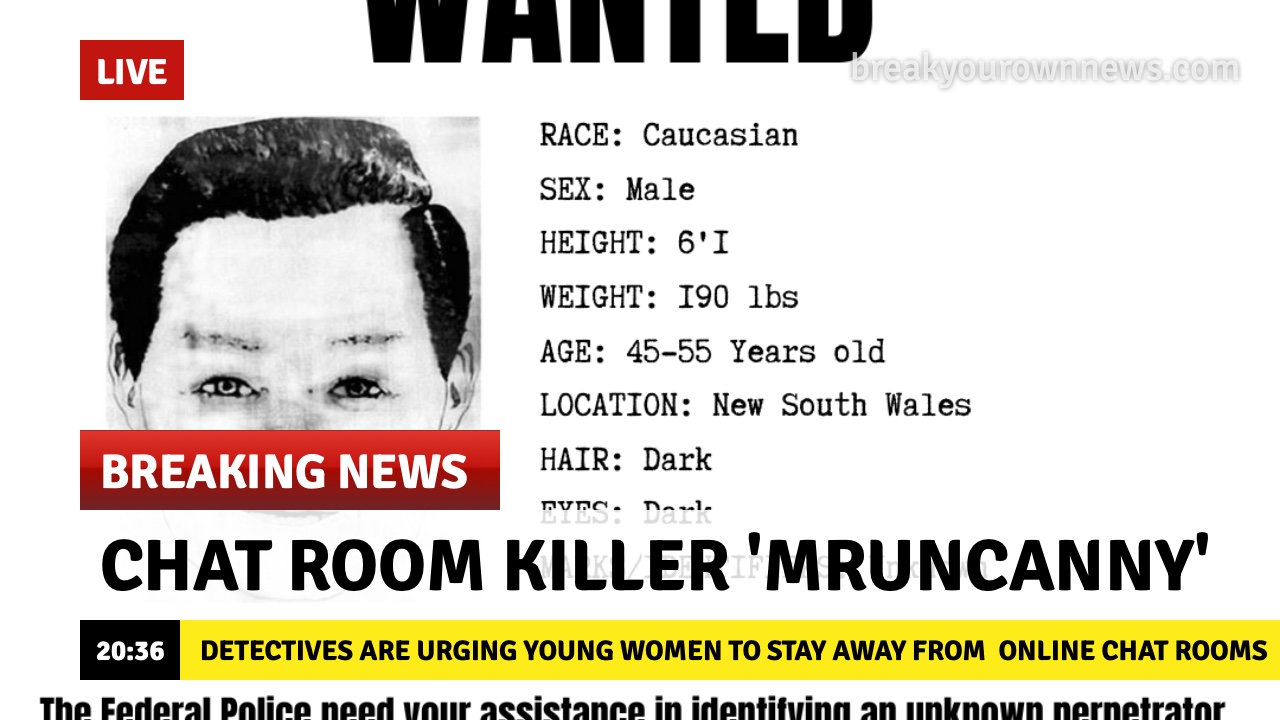 WANTED
LIVE
breakyourownnews.com
RACE: Caucasian
SEX: Male
HEIGHT: 6'I
WEIGHT: I90 lbs
AGE: 45-55 Years old
LOCATION: New South Wales
HAIR: Dark
EYES: Dark
BREAKING NEWS
CHAT ROOM KILLER 'MRUNCANNY'
20:36 DETECTIVES ARE URGING YOUNG WOMEN TO STAY AWAY FROM ONLINE CHAT ROOMS
The Federal Police need your assistance in identifying an unknown perpetrator